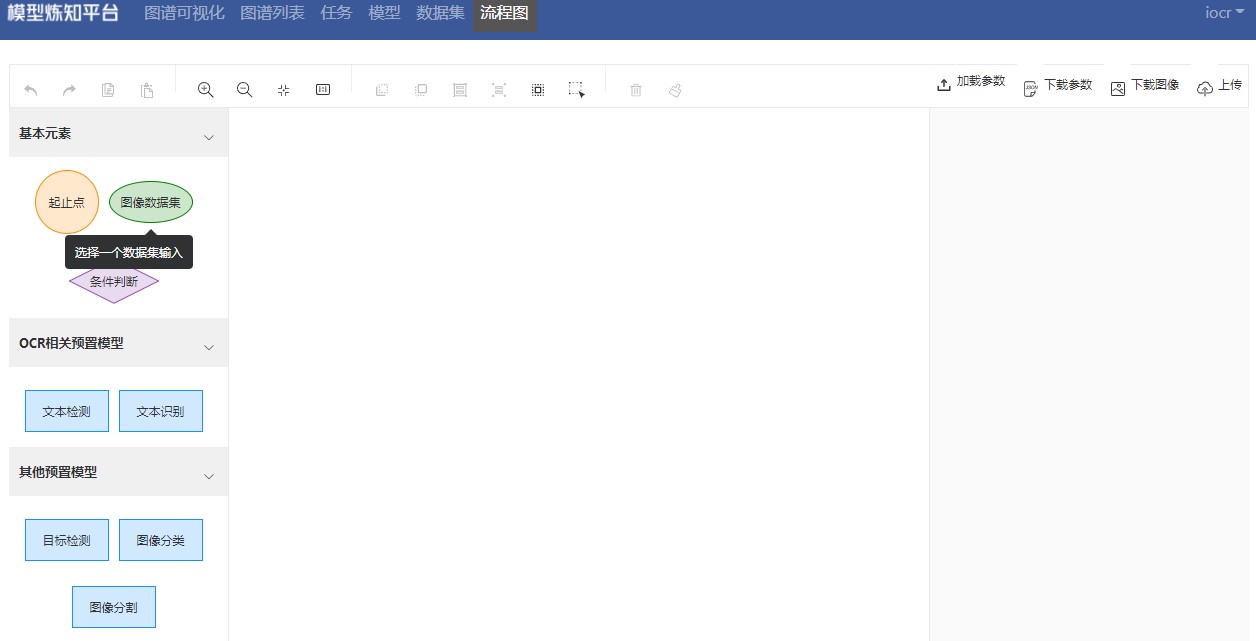 模型炼知平台 图谱可视化 图谱列表 任务 模型 数据集 流程图 iocr
加载参数 下载参数 下载图像 上传
基本元素
起止点 图像数据集
选择一个数据集输入
条件判断
OCR相关预置模型
文本检测 文本识别
其他预置模型
目标检测 图像分类
图像分割